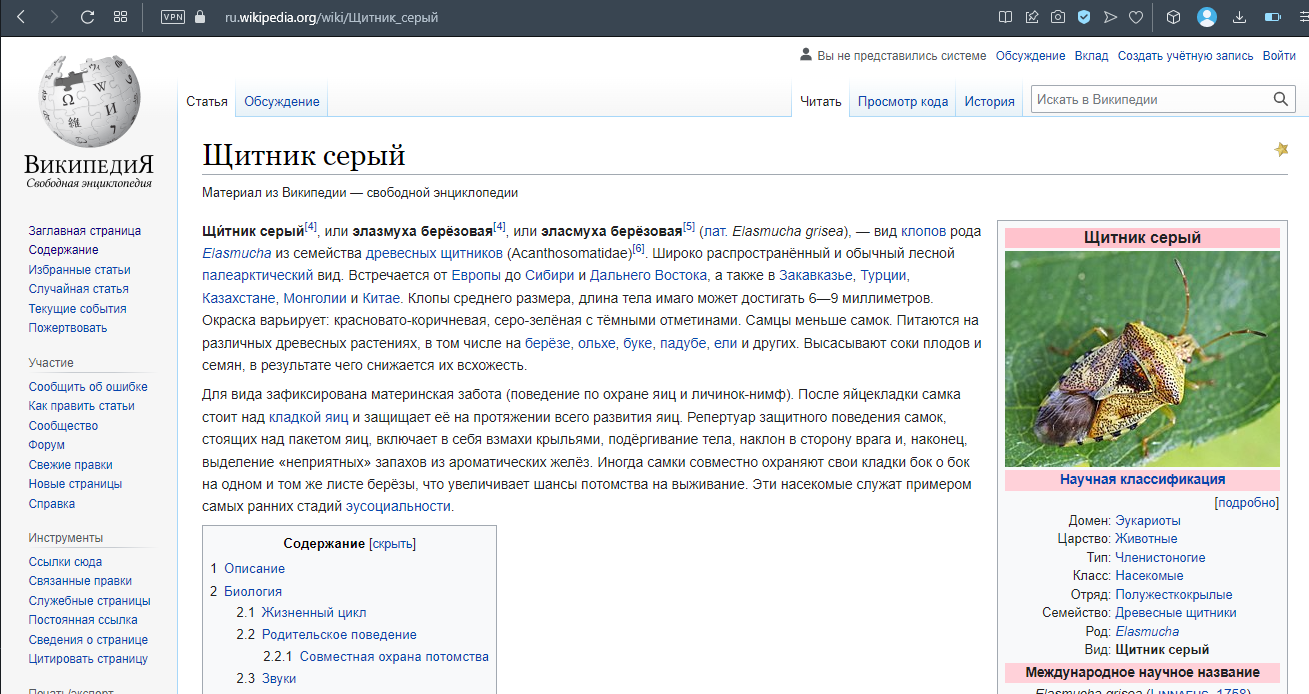 VPN
ru.wikipedia.org/wiki/Щитник_серый
Вы не представились системе Обсуждение Вклад Создать учётную запись Войти
Википедия
Свободная энциклопедия
Статья Обсуждение Читать Просмотр кода История Искать в Википедии
Щитник серый
Материал из Википедии — свободной энциклопедии
Заглавная страница
Содержание
Избранные статьи
Случайная статья
Текущие события
Пожертвовать
Участие
Сообщить об ошибке
Как править статьи
Сообщество
Форум
Свежие правки
Новые страницы
Справка
Инструменты
Ссылки сюда
Связанные правки
Служебные страницы
Постоянная ссылка
Сведения о странице
Цитировать страницу
Печать/экспорт
Щи́тник серый[4], или элазмуха берёзовая[4], или эласмуха берёзовая[5] (лат. Elasmucha grisea), — вид клопов рода
Elasmucha из семейства древесных щитников (Acanthosomatidae)[6]. Широко распространённый и обычный лесной
палеарктический вид. Встречается от Европы до Сибири и Дальнего Востока, а также в Закавказье, Турции,
Казахстане, Монголии и Китае. Клопы среднего размера, длина тела имаго может достигать 6—9 миллиметров.
Окраска варьирует: красновато-коричневая, серо-зелёная с тёмными отметинами. Самцы меньше самок. Питаются на
различных древесных растениях, в том числе на берёзе, ольхе, буке, падубе, ели и других. Высасывают соки плодов и
семян, в результате чего снижается их всхожесть.
Для вида зафиксирована материнская забота (поведение по охране яиц и личинок-нимф). После яйцекладки самка
стоит над кладкой яиц и защищает её на протяжении всего развития яиц. Репертуар защитного поведения самок,
стоящих над пакетом яиц, включает в себя взмахи крыльями, подёргивание тела, наклон в сторону врага и, наконец,
выделение «неприятных» запахов из ароматических желёз. Иногда самки совместно охраняют свои кладки бок о бок
на одном и том же листе берёзы, что увеличивает шансы потомства на выживание. Эти насекомые служат примером
самых ранних стадий эусоциальности.
Содержание [скрыть]
1 Описание
2 Биология
2.1 Жизненный цикл
2.2 Родительское поведение
2.2.1 Совместная охрана потомства
2.3 Звуки
Щитник серый
Научная классификация
[подробно]
Домен: Эукариоты
Царство: Животные
Тип: Членистоногие
Класс: Насекомые
Отряд: Полужесткокрылые
Семейство: Древесные щитники
Род: Elasmucha
Вид: Щитник серый
Международное научное название
Elasmucha grisea (Linnaeus, 1758)